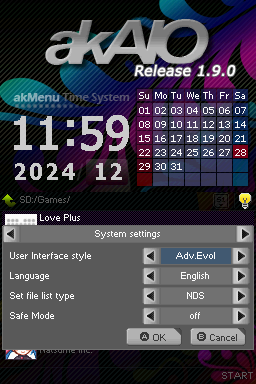 akAIO
Release 1.9.0
akMenu Time System
11:59
2024 12
Su Mo Tu We Th Fr Sa
01 02 03 04 05 06 07
08 09 10 11 12 13 14
15 16 17 18 19 20 21
22 23 24 25 26 27 28
29 30 31
SD:/Games/
Love Plus
System settings
User Interface style Adv.Evol
Language English
Set file list type NDS
Safe Mode off
A OK B Cancel
Natsume Inc.
START